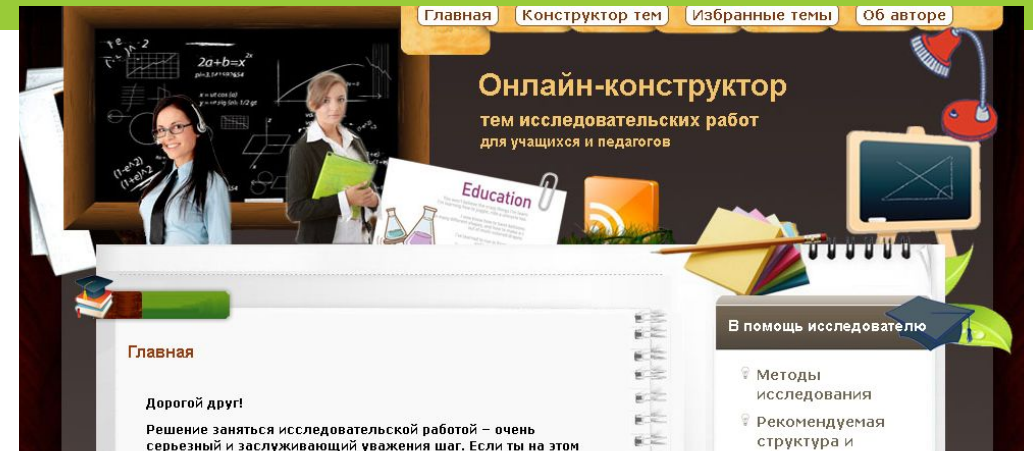 Главная
Конструктор тем
Избранные темы
Об авторе
2a+b=x
Онлайн-конструктор
тем исследовательских работ
для учащихся и педагогов
Education
В помощь исследователю
Главная
Методы
исследования
Дорогой друг!
Рекомендуемая
структура и
Решение заняться исследовательской работой – очень
серьезный и заслуживающий уважения шаг. Если ты на этом